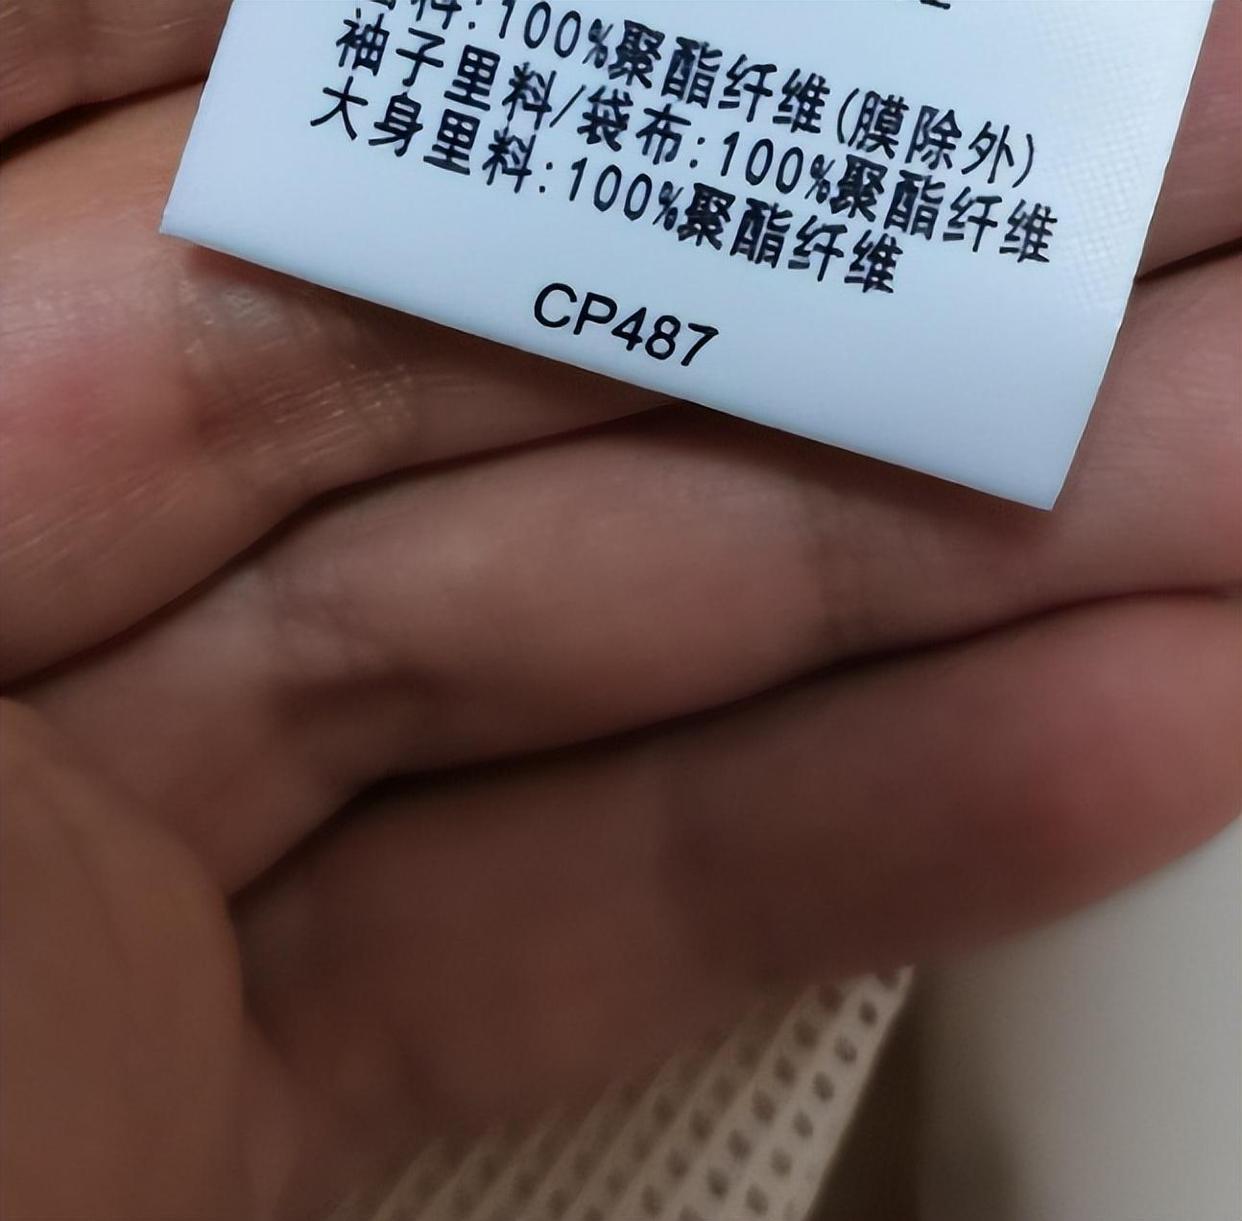 面料:100%聚酯纤维(膜除外)
袖子里料/袋布:100%聚酯纤维
大身里料:100%聚酯纤维
CP487